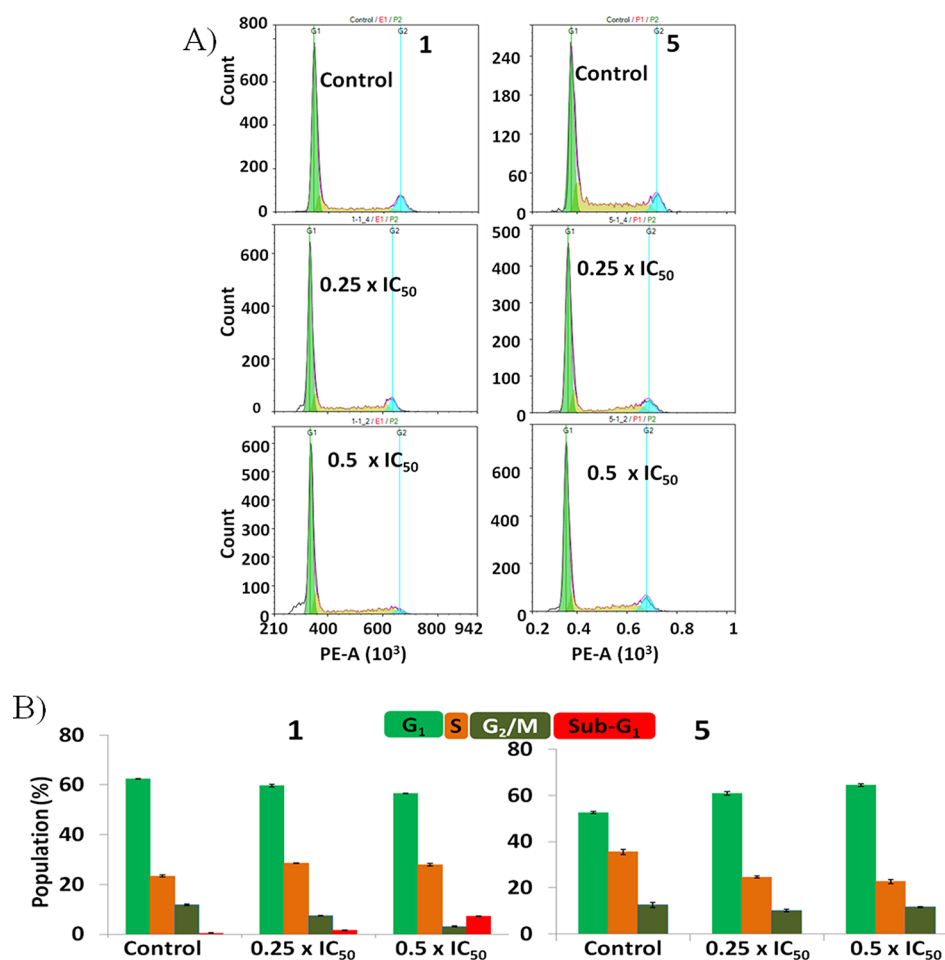 A)
Control / E1 / P2
G1
G2
1
Control
Count
800
600
400
200
0
Control / P1 / P2
G1
G2
5
Control
240
180
120
60
0
1-1_4 / E1 / P2
G1
G2
0.25 x IC50
Count
600
400
200
0
5-1_4 / P1 / P2
G1
G2
0.25 x IC50
500
400
300
200
100
0
1-1_2 / E1 / P2
G1
G2
0.5 x IC50
Count
600
500
400
300
200
100
0
210 400 600 800 942
PE-A (10³)
5-1_2 / P1 / P2
G1
G2
0.5 x IC50
600
400
200
0
0.2 0.4 0.6 0.8 1
PE-A (10³)
B)
G1 S G2/M Sub-G1
1
Population (%)
80
60
40
20
0
Control 0.25 x IC50 0.5 x IC50
5
80
60
40
20
0
Control 0.25 x IC50 0.5 x IC50